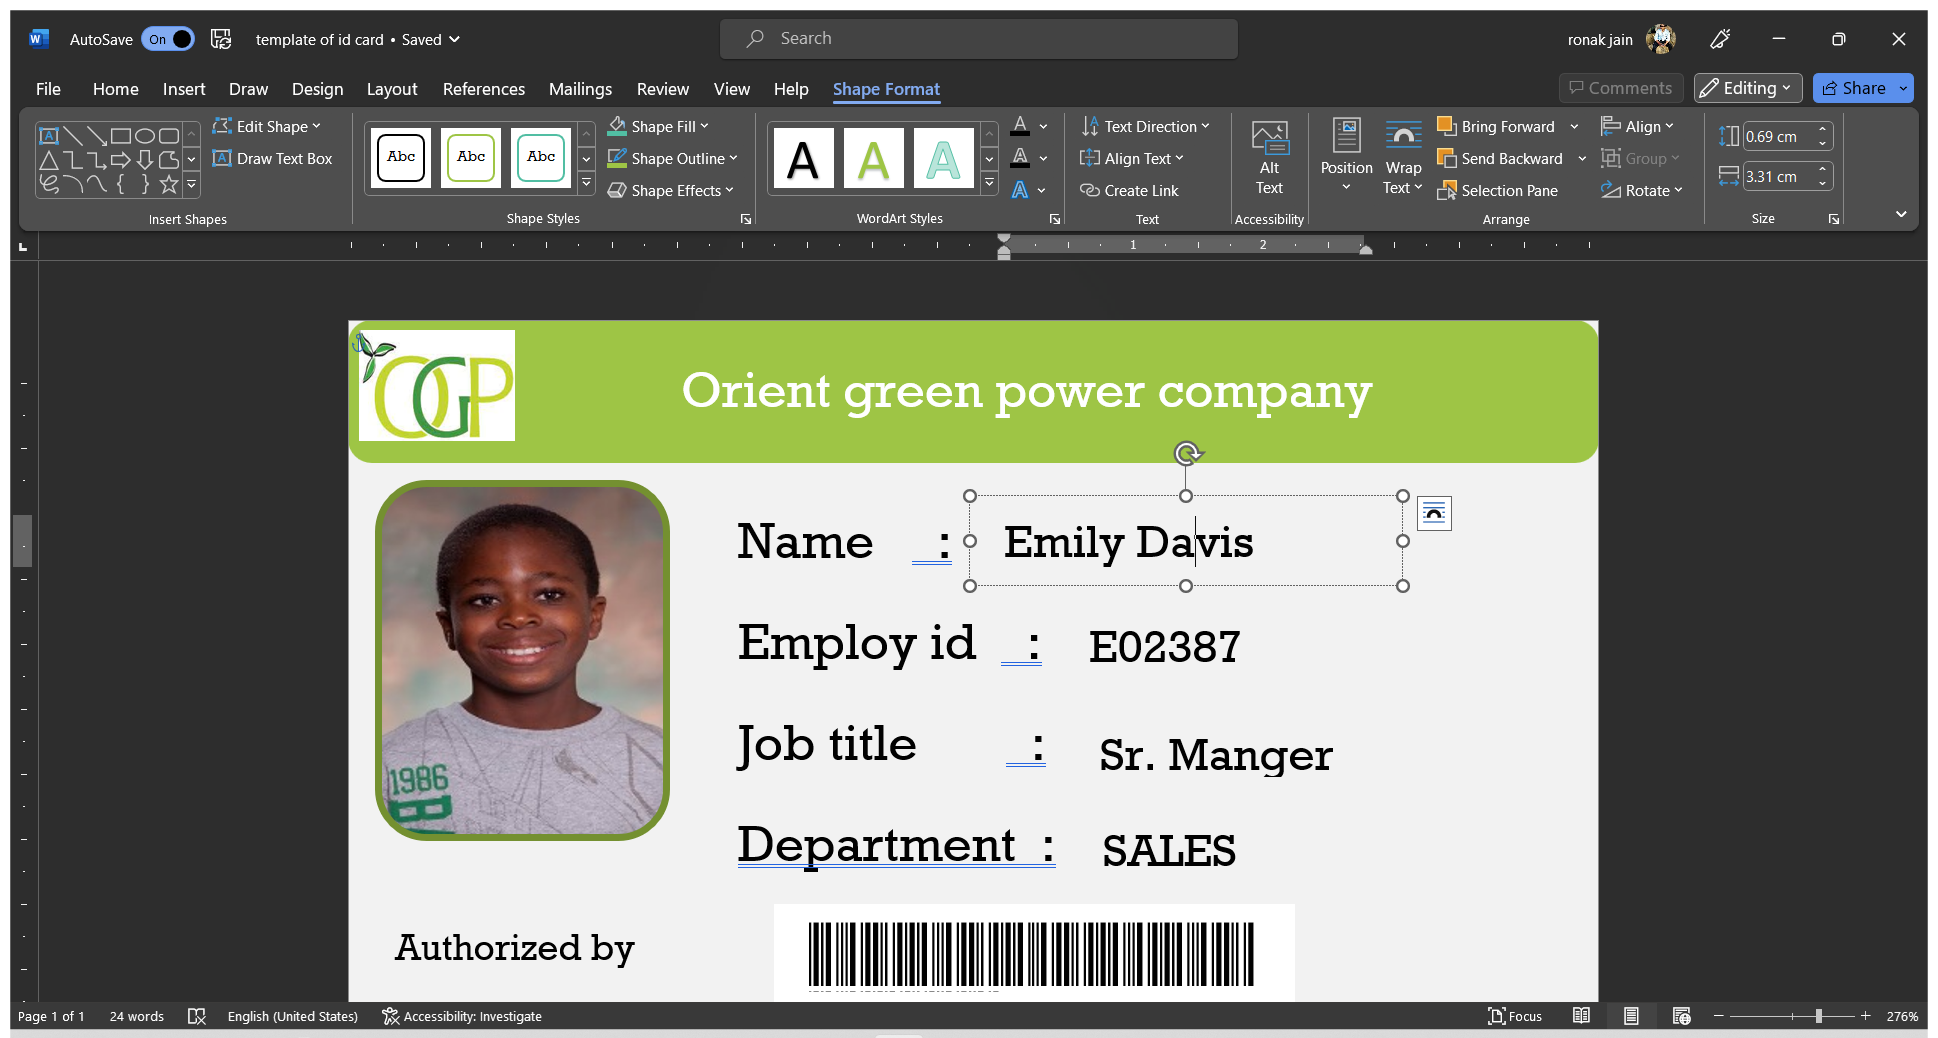 AutoSave On template of id card • Saved Search ronak jain
File Home Insert Draw Design Layout References Mailings Review View Help Shape Format Comments Editing Share
Edit Shape
Draw Text Box
Insert Shapes
Abc Abc Abc
Shape Fill
Shape Outline
Shape Effects
Shape Styles
A A A
A
A
A
WordArt Styles
Text Direction
Align Text
Create Link
Text
Alt
Text
Accessibility
Position
Wrap
Text
Bring Forward
Send Backward
Selection Pane
Align
Group
Rotate
Arrange
0.69 cm
3.31 cm
Size
1 2
OGP
Orient green power company
Name : Emily Davis
Employ id : E02387
Job title : Sr. Manger
Department : SALES
1986
B
Authorized by
Page 1 of 1 24 words English (United States) Accessibility: Investigate Focus 276%